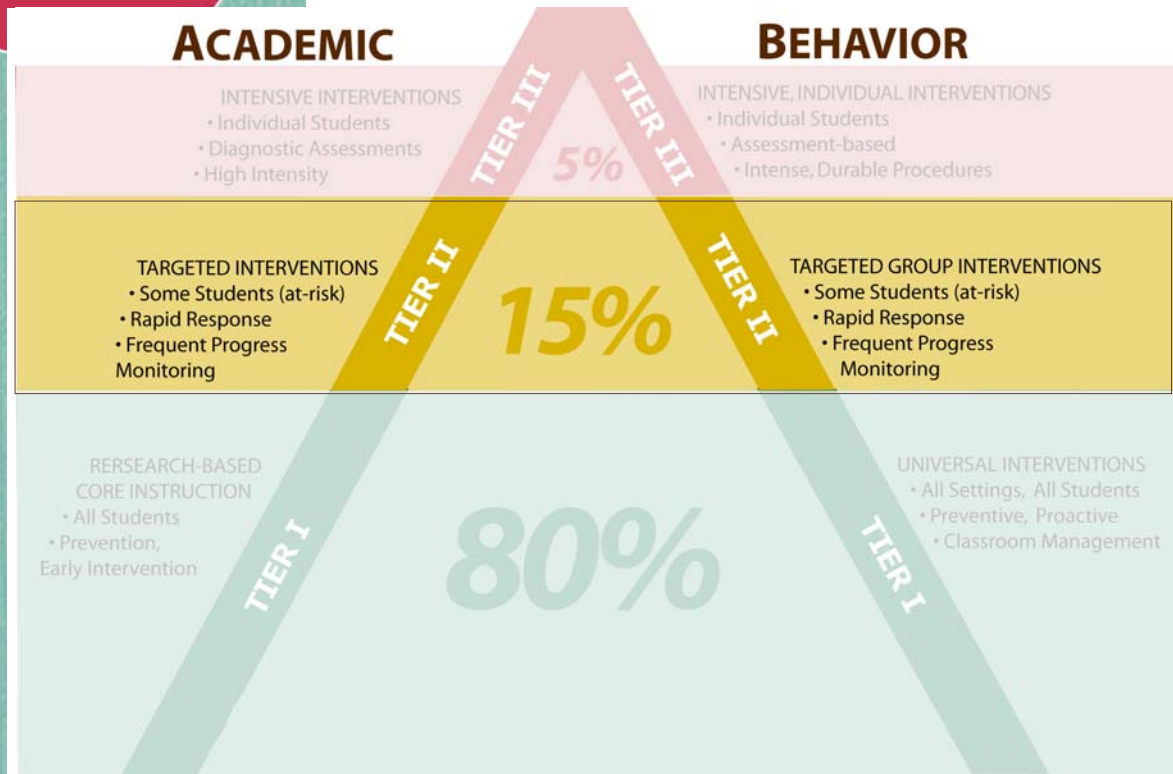 ACADEMIC
BEHAVIOR
INTENSIVE INTERVENTIONS
• Individual Students
• Diagnostic Assessments
• High Intensity
TIER III
5%
TIER III
INTENSIVE, INDIVIDUAL INTERVENTIONS
• Individual Students
• Assessment-based
• Intense, Durable Procedures
TARGETED INTERVENTIONS
• Some Students (at-risk)
• Rapid Response
• Frequent Progress
Monitoring
TIER II
15%
TIER II
TARGETED GROUP INTERVENTIONS
• Some Students (at-risk)
• Rapid Response
• Frequent Progress
Monitoring
RERSEARCH-BASED
CORE INSTRUCTION
• All Students
• Prevention,
Early Intervention
TIER I
80%
TIER I
UNIVERSAL INTERVENTIONS
• All Settings, All Students
• Preventive, Proactive
• Classroom Management